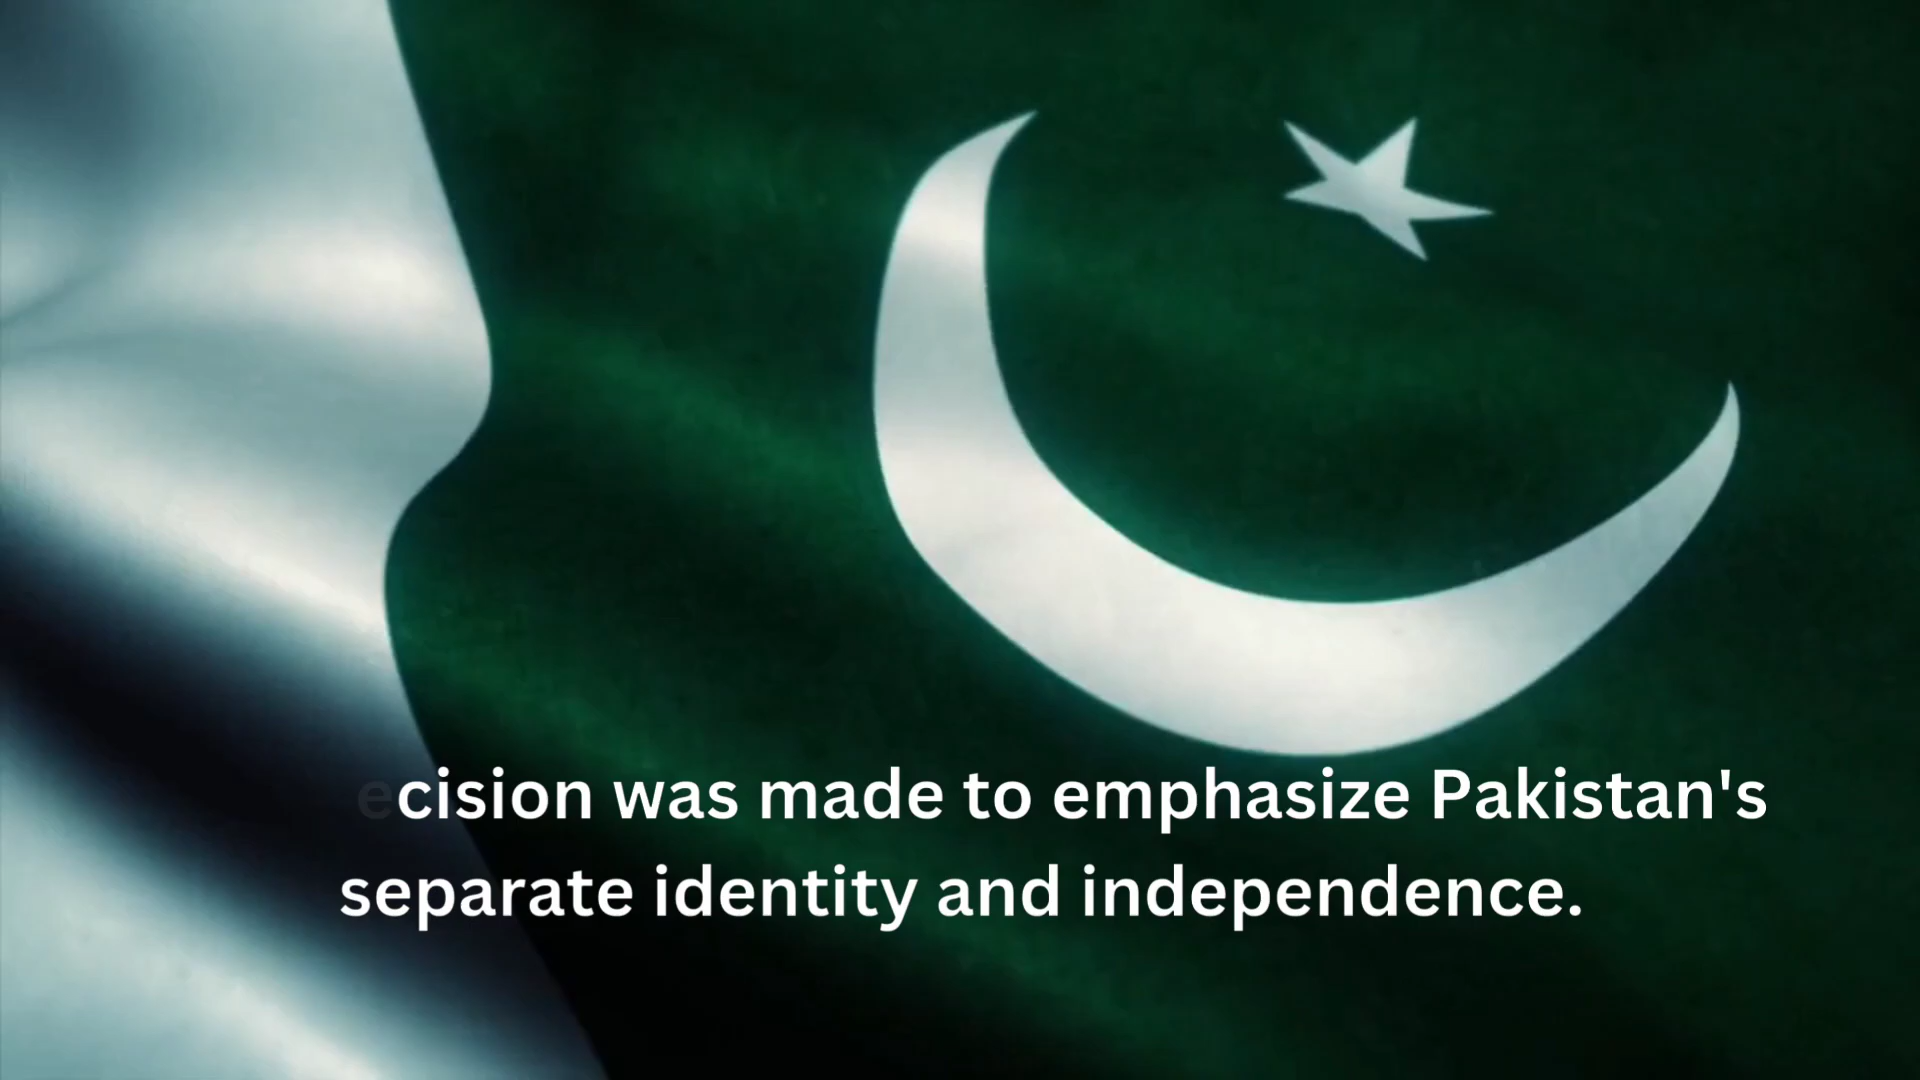 ecision was made to emphasize Pakistan's
separate identity and independence.